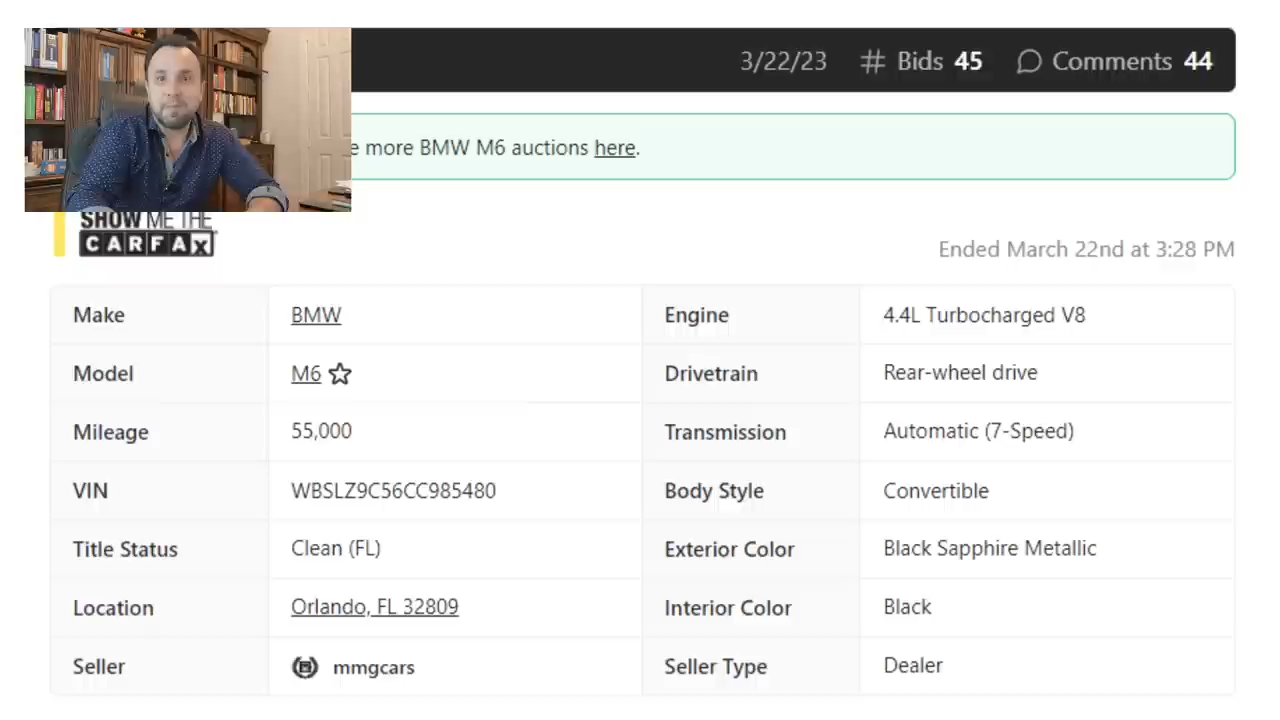 3/22/23 # Bids 45 Comments 44
e more BMW M6 auctions here.
SHOW ME THE
CARFAX
Ended March 22nd at 3:28 PM
Make BMW Engine 4.4L Turbocharged V8
Model M6 Drivetrain Rear-wheel drive
Mileage 55,000 Transmission Automatic (7-Speed)
VIN WBSLZ9C56CC985480 Body Style Convertible
Title Status Clean (FL) Exterior Color Black Sapphire Metallic
Location Orlando, FL 32809 Interior Color Black
Seller mmgcars Seller Type Dealer